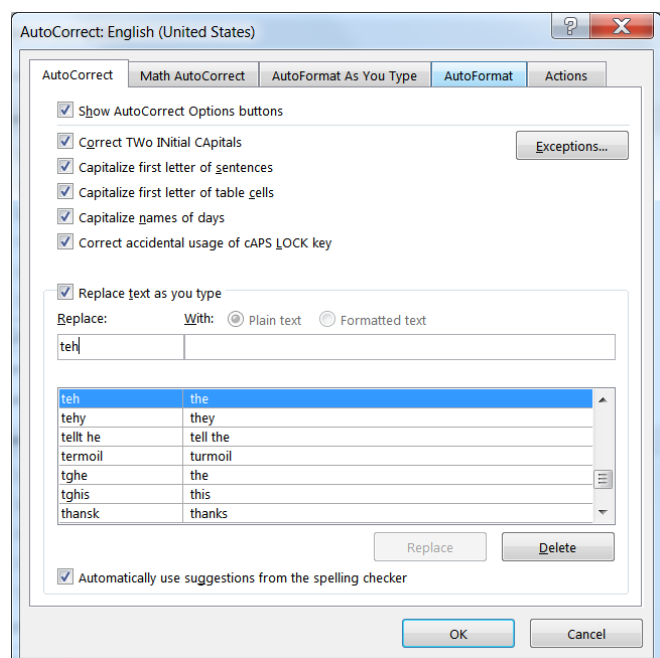 AutoCorrect: English (United States)
AutoCorrect Math AutoCorrect AutoFormat As You Type AutoFormat Actions
Show AutoCorrect Options buttons
Correct TWo INitial CApitals Exceptions...
Capitalize first letter of sentences
Capitalize first letter of table cells
Capitalize names of days
Correct accidental usage of cAPS LOCK key
Replace text as you type
Replace: With: Plain text Formatted text
teh
teh the
tehy they
tellt he tell the
termoil turmoil
tghe the
tghis this
thansk thanks
Replace Delete
Automatically use suggestions from the spelling checker
OK Cancel